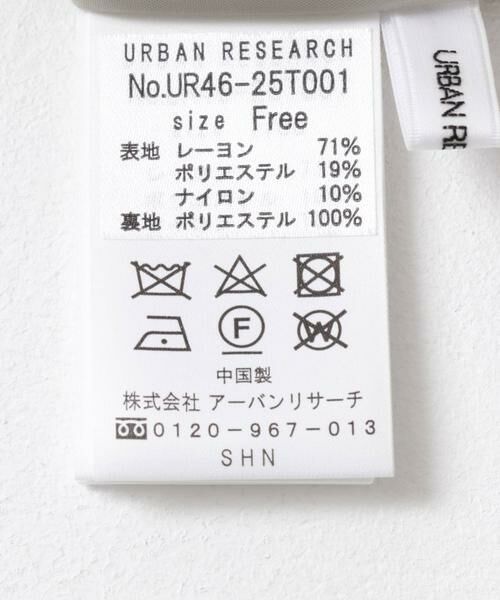 URBAN RESEARCH
No.UR46-25T001
size Free
表地 レーヨン 71%
ポリエステル 19%
ナイロン 10%
裏地 ポリエステル 100%
F
W
中国製
株式会社 アーバンリサーチ
0120-967-013
SHN
URBAN RE